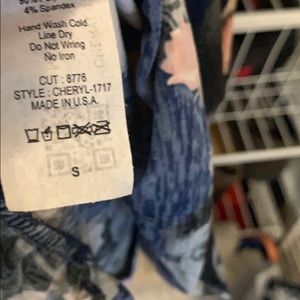 4% Spandex
Hand Wash Cold
Line Dry
Do Not Wring
No Iron
CUT : 8776
STYLE : CHERYL-1717
MADE IN U.S.A.
S